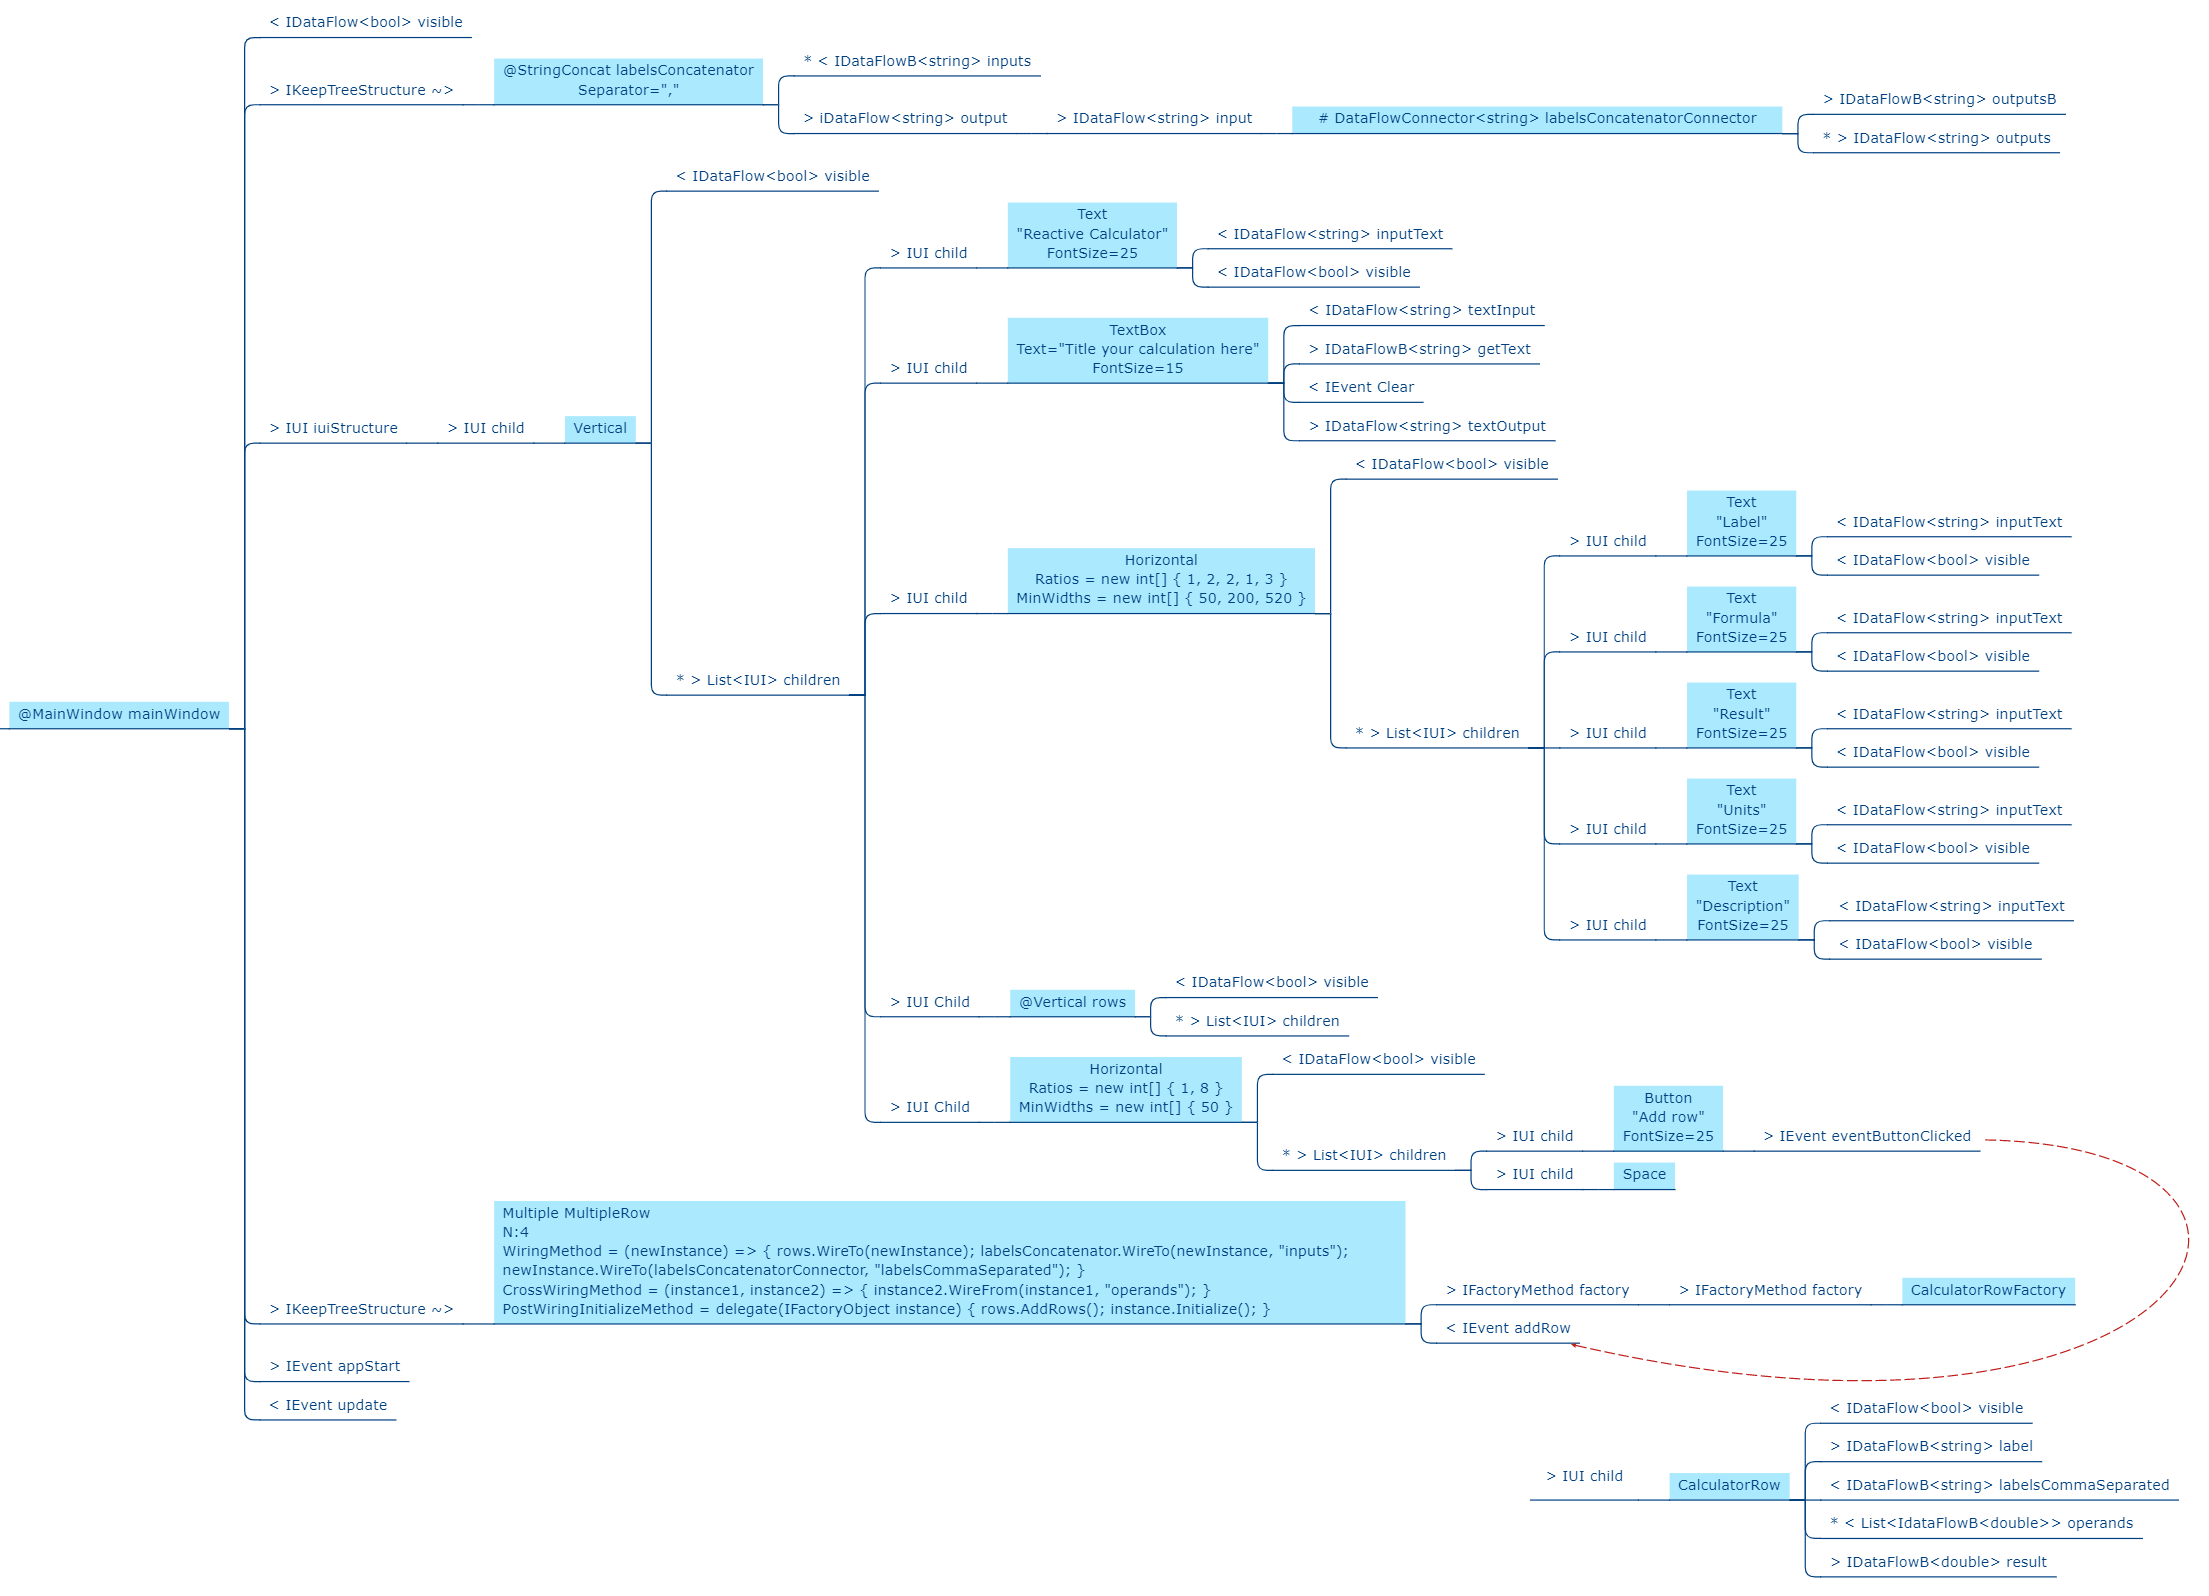 < IDataFlow<bool> visible
> IKeepTreeStructure ~>
@StringConcat labelsConcatenator
Separator=","
* < IDataFlowB<string> inputs
> iDataFlow<string> output
> IDataFlow<string> input
# DataFlowConnector<string> labelsConcatenatorConnector
> IDataFlowB<string> outputsB
* > IDataFlow<string> outputs
> IUI iuiStructure
> IUI child
Vertical
< IDataFlow<bool> visible
* > List<IUI> children
> IUI child
Text
"Reactive Calculator"
FontSize=25
< IDataFlow<string> inputText
< IDataFlow<bool> visible
> IUI child
TextBox
Text="Title your calculation here"
FontSize=15
< IDataFlow<string> textInput
> IDataFlowB<string> getText
< IEvent Clear
> IDataFlow<string> textOutput
> IUI child
Horizontal
Ratios = new int[] { 1, 2, 2, 1, 3 }
MinWidths = new int[] { 50, 200, 520 }
< IDataFlow<bool> visible
* > List<IUI> children
> IUI child
Text
"Label"
FontSize=25
< IDataFlow<string> inputText
< IDataFlow<bool> visible
> IUI child
Text
"Formula"
FontSize=25
< IDataFlow<string> inputText
< IDataFlow<bool> visible
> IUI child
Text
"Result"
FontSize=25
< IDataFlow<string> inputText
< IDataFlow<bool> visible
> IUI child
Text
"Units"
FontSize=25
< IDataFlow<string> inputText
< IDataFlow<bool> visible
> IUI child
Text
"Description"
FontSize=25
< IDataFlow<string> inputText
< IDataFlow<bool> visible
@MainWindow mainWindow
> IUI Child
@Vertical rows
< IDataFlow<bool> visible
* > List<IUI> children
> IUI Child
Horizontal
Ratios = new int[] { 1, 8 }
MinWidths = new int[] { 50 }
< IDataFlow<bool> visible
* > List<IUI> children
> IUI child
Button
"Add row"
FontSize=25
> IEvent eventButtonClicked
> IUI child
Space
> IKeepTreeStructure ~>
Multiple MultipleRow
N:4
WiringMethod = (newInstance) => { rows.WireTo(newInstance); labelsConcatenator.WireTo(newInstance, "inputs");
newInstance.WireTo(labelsConcatenatorConnector, "labelsCommaSeparated"); }
CrossWiringMethod = (instance1, instance2) => { instance2.WireFrom(instance1, "operands"); }
PostWiringInitializeMethod = delegate(IFactoryObject instance) { rows.AddRows(); instance.Initialize(); }
> IFactoryMethod factory
> IFactoryMethod factory
CalculatorRowFactory
< IEvent addRow
> IEvent appStart
< IEvent update
> IUI child
CalculatorRow
< IDataFlow<bool> visible
> IDataFlowB<string> label
< IDataFlowB<string> labelsCommaSeparated
* < List<IdataFlowB<double>> operands
> IDataFlowB<double> result